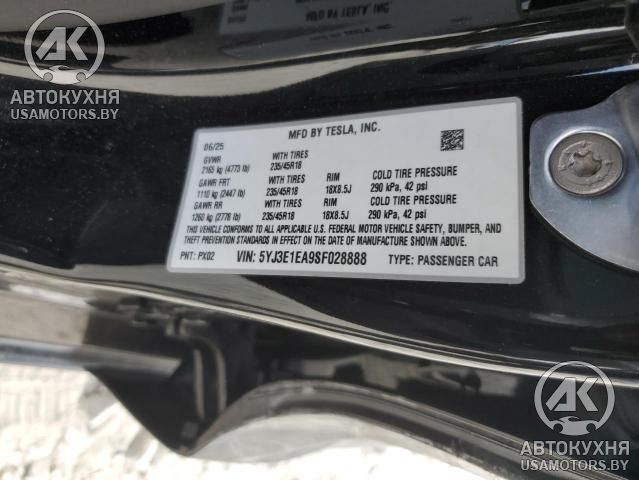 AK
АВТОКУХНЯ
USAMOTORS.BY
MFD BY TESLA, INC.
06/25
GVWR WITH TIRES
2165 kg (4773 lb) 235/45R18
GAWR FRT WITH TIRES RIM COLD TIRE PRESSURE
1110 kg (2447 lb) 235/45R18 18X8.5J 290 kPa, 42 psi
GAWR RR WITH TIRES RIM COLD TIRE PRESSURE
1260 kg (2778 lb) 235/45R18 18X8.5J 290 kPa, 42 psi
THIS VEHICLE CONFORMS TO ALL APPLICABLE U.S. FEDERAL MOTOR VEHICLE SAFETY, BUMPER, AND
THEFT PREVENTION STANDARDS IN EFFECT ON THE DATE OF MANUFACTURE SHOWN ABOVE.
PNT: PX02 VIN: 5YJ3E1EA9SF028888 TYPE: PASSENGER CAR
AK
АВТОКУХНЯ
USAMOTORS.BY